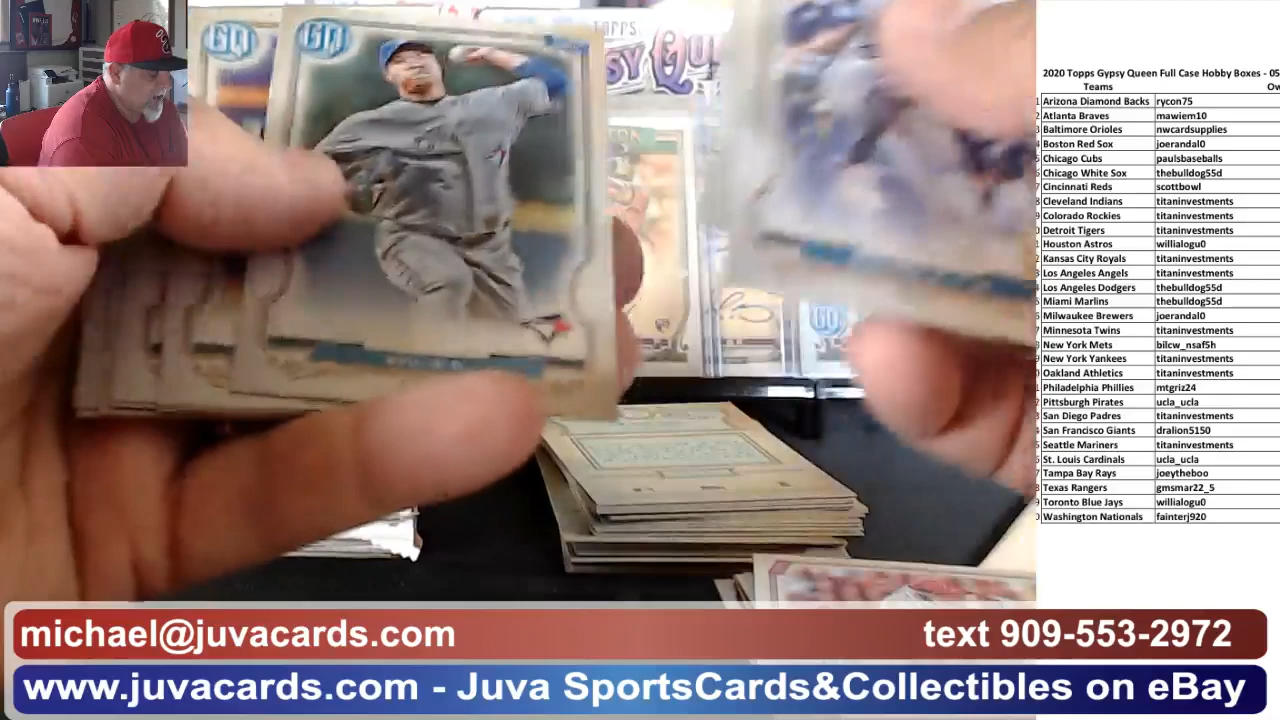 GQ
GQ
TOPPS
GQ
2020 Topps Gypsy Queen Full Case Hobby Boxes - 05
Teams Ow
Arizona Diamond Backs rycon75
Atlanta Braves mawiem10
Baltimore Orioles nwcardsupplies
Boston Red Sox joerandal0
Chicago Cubs paulsbaseballs
Chicago White Sox thebulldog55d
Cincinnati Reds scottbowl
Cleveland Indians titaninvestments
Colorado Rockies titaninvestments
Detroit Tigers titaninvestments
Houston Astros willialogu0
Kansas City Royals titaninvestments
Los Angeles Angels titaninvestments
Los Angeles Dodgers thebulldog55d
Miami Marlins thebulldog55d
Milwaukee Brewers joerandal0
Minnesota Twins titaninvestments
New York Mets bilcw_nsaf5h
New York Yankees titaninvestments
Oakland Athletics titaninvestments
Philadelphia Phillies mtgriz24
Pittsburgh Pirates ucla_ucla
San Diego Padres titaninvestments
San Francisco Giants dralion5150
Seattle Mariners titaninvestments
St. Louis Cardinals ucla_ucla
Tampa Bay Rays joeytheboo
Texas Rangers gmsmar22_5
Toronto Blue Jays willialogu0
Washington Nationals fainterj920
michael@juvacards.com text 909-553-2972
www.juvacards.com - Juva SportsCards&Collectibles on eBay